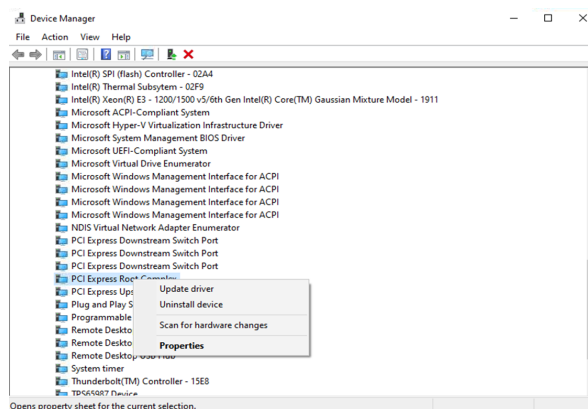 Device Manager
File Action View Help
Intel(R) SPI (flash) Controller - 02A4
Intel(R) Thermal Subsytem - 02F9
Intel(R) Xeon(R) E3 - 1200/1500 v5/6th Gen Intel(R) Core(TM) Gaussian Mixture Model - 1911
Microsoft ACPI-Compliant System
Microsoft Hyper-V Virtualization Infrastructure Driver
Microsoft System Management BIOS Driver
Microsoft UEFI-Compliant System
Microsoft Virtual Drive Enumerator
Microsoft Windows Management Interface for ACPI
Microsoft Windows Management Interface for ACPI
Microsoft Windows Management Interface for ACPI
Microsoft Windows Management Interface for ACPI
NDIS Virtual Network Adapter Enumerator
PCI Express Downstream Switch Port
PCI Express Downstream Switch Port
PCI Express Downstream Switch Port
PCI Express Root Complex
PCI Express Ups
Update driver
Plug and Play S
Uninstall device
Programmable
Scan for hardware changes
Remote Deskto
Remote Deskto
Properties
Remote Desktop USB Hub
System timer
Thunderbolt(TM) Controller - 15E8
TPS65987 Device
Opens property sheet for the current selection.